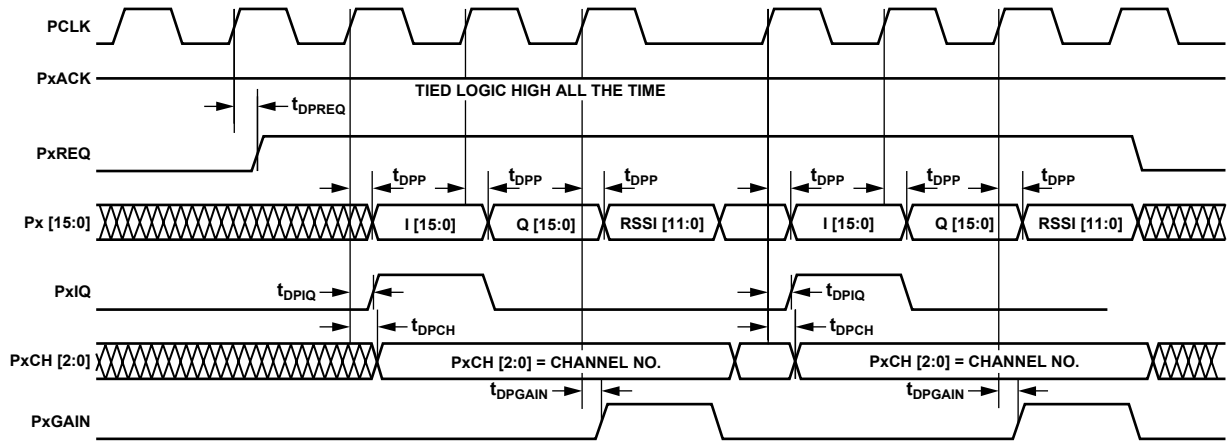 PCLK
PxACK
TIED LOGIC HIGH ALL THE TIME
tDPREQ
PxREQ
tDPP tDPP tDPP tDPP tDPP tDPP
Px [15:0] I [15:0] Q [15:0] RSSI [11:0] I [15:0] Q [15:0] RSSI [11:0]
PxIQ tDPIQ tDPIQ
tDPCH tDPCH
PxCH [2:0] PxCH [2:0] = CHANNEL NO. PxCH [2:0] = CHANNEL NO.
tDPGAIN tDPGAIN
PxGAIN